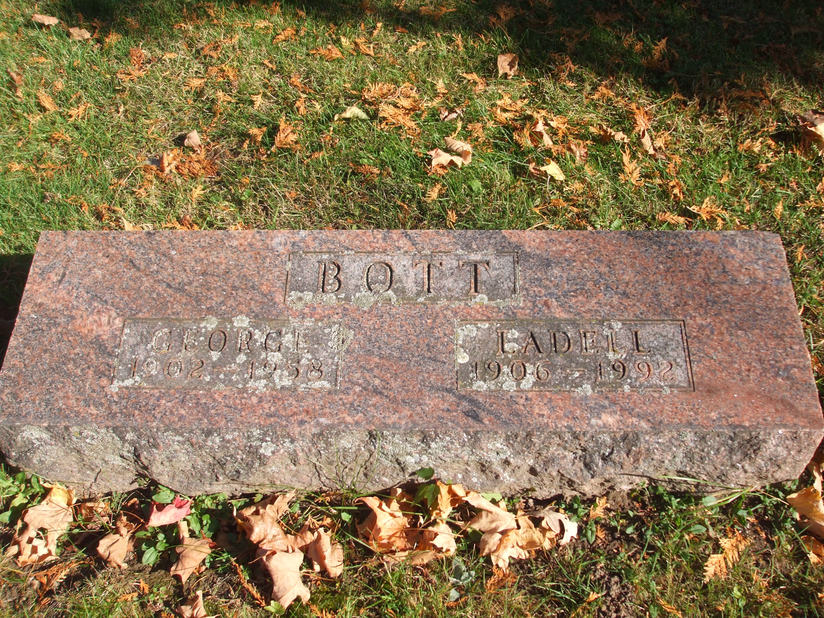 BOTT
GEORGE
1902 - 1958
LADELL
1906 - 1992